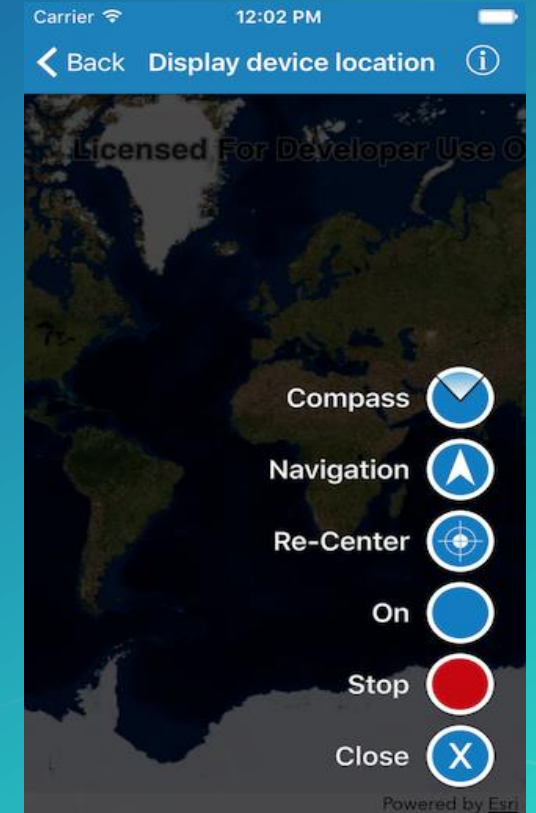 Carrier 12:02 PM
Back Display device location i
Licensed For Developer Use O
Compass
Navigation
Re-Center
On
Stop
Close X
Powered by Esri